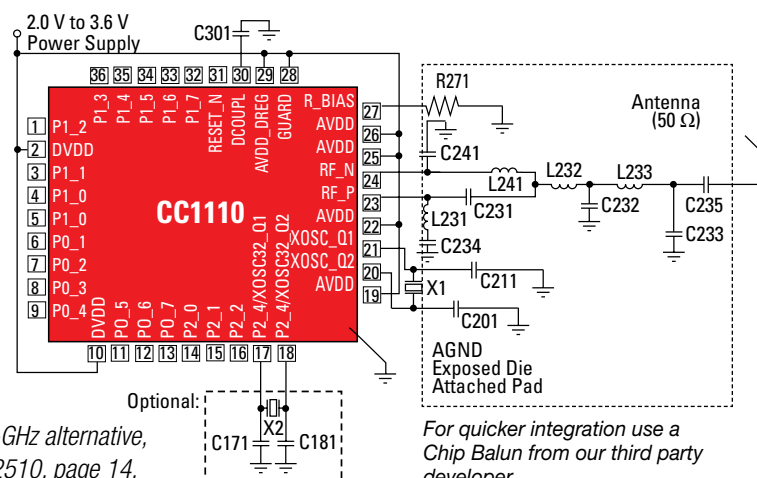 2.0 V to 3.6 V
Power Supply
C301
36 35 34 33 32 31 30 29 28
P1_3
P1_4
P1_5
P1_6
P1_7
RESET_N
DCOUPL
AVDD_DREG
GUARD
1 P1_2
2 DVDD
3 P1_1
4 P1_0
5 P1_0
6 P0_1
7 P0_2
8 P0_3
9 P0_4
CC1110
R_BIAS 27
AVDD 26
AVDD 25
RF_N 24
RF_P 23
AVDD 22
XOSC_Q1 21
XOSC_Q2 20
AVDD 19
DVDD
P0_5
P0_6
P0_7
P2_0
P2_1
P2_2
P2_4/XOSC32_Q1
P2_4/XOSC32_Q2
10 11 12 13 14 15 16 17 18
R271
Antenna
(50 Ω)
C241
L241
L232
L233
C231
L231
C234
C232
C235
C233
C211
X1
C201
AGND
Exposed Die
Attached Pad
Optional:
X2
C171
C181
GHz alternative,
2510, page 14.
For quicker integration use a
Chip Balun from our third party
developer